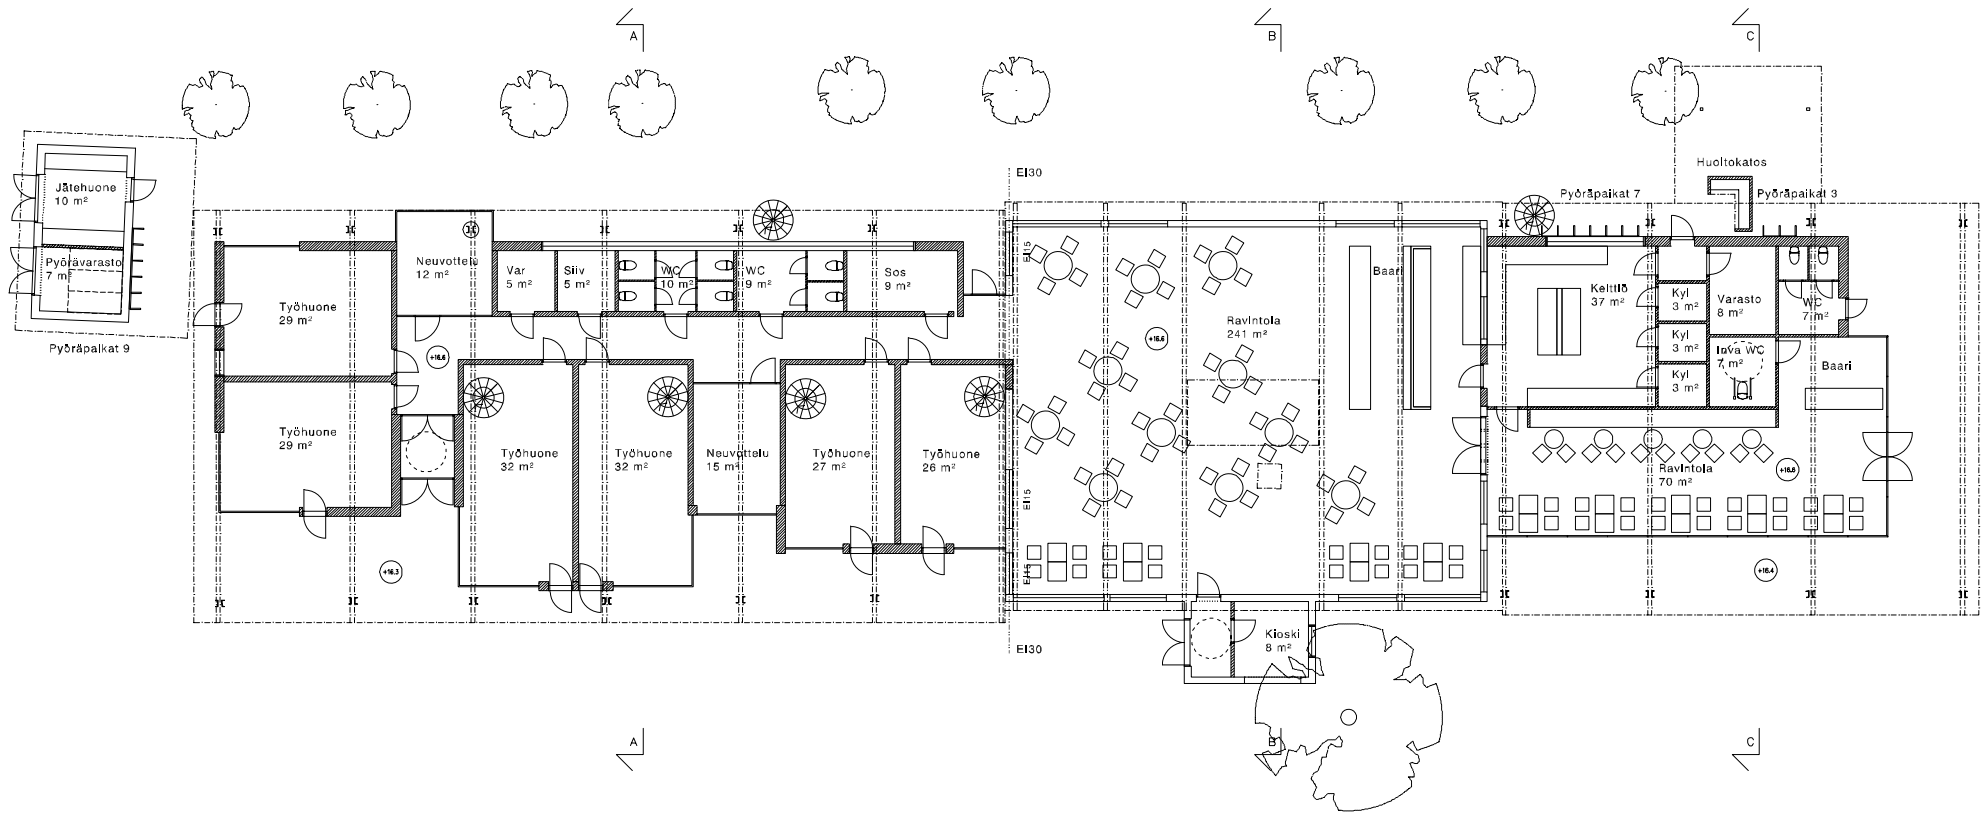 A
B
C
EI30
Huoltokatos
Pyöräpaikat 7
Pyöräpaikat 3
Jätehuone
10 m²
Pyörävarasto
7 m²
Pyöräpaikat 9
Neuvottelu
12 m²
Var
5 m²
Siiv
5 m²
WC
10 m²
WC
9 m²
Sos
9 m²
EI15
Baari
Keittiö
37 m²
Kyl
3 m²
Kyl
3 m²
Kyl
3 m²
Varasto
8 m²
WC
7 m²
Inva WC
7 m²
Baari
Työhuone
29 m²
+16.6
Ravintola
241 m²
+16.6
Työhuone
29 m²
Työhuone
32 m²
Työhuone
32 m²
Neuvottelu
15 m²
Työhuone
27 m²
Työhuone
26 m²
EI15
Ravintola
70 m²
+16.6
+16.3
EI15
+16.4
EI30
Kioski
8 m²
A
B
C